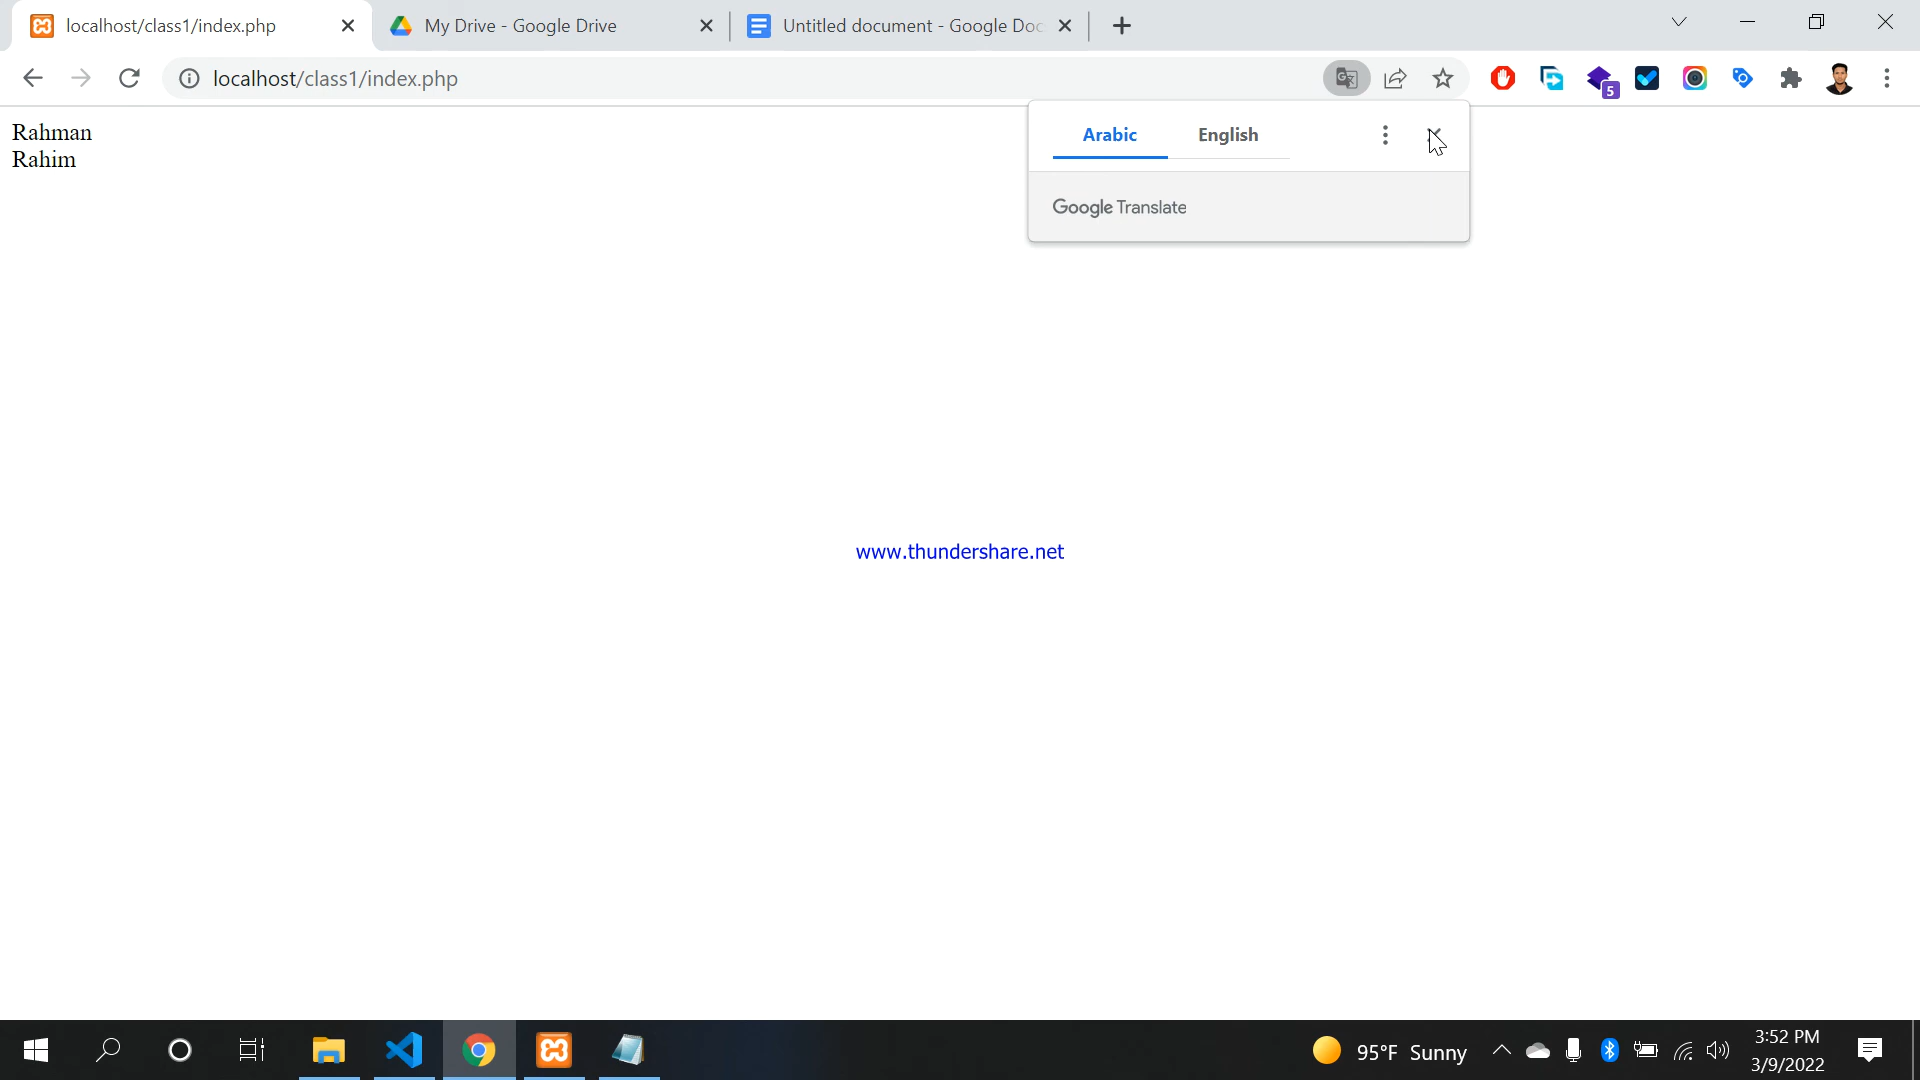 localhost/class1/index.php
My Drive - Google Drive
Untitled document - Google Doc
localhost/class1/index.php
5
Arabic English
Google Translate
Rahman
Rahim
www.thundershare.net
95°F Sunny
3:52 PM
3/9/2022